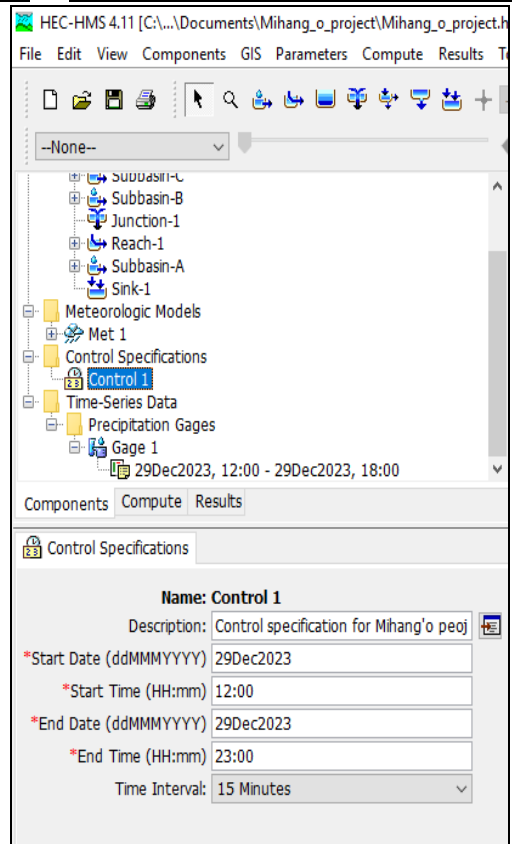 HEC-HMS 4.11 [C:\...\Documents\Mihang_o_project\Mihang_o_project.h
File Edit View Components GIS Parameters Compute Results
--None--
Subbasin-C
Subbasin-B
Junction-1
Reach-1
Subbasin-A
Sink-1
Meteorologic Models
Met 1
Control Specifications
Control 1
Time-Series Data
Precipitation Gages
Gage 1
29Dec2023, 12:00 - 29Dec2023, 18:00
Components Compute Results
Control Specifications
Name: Control 1
Description: Control specification for Mihang'o peoj
*Start Date (ddMMMYYYY) 29Dec2023
*Start Time (HH:mm) 12:00
*End Date (ddMMMYYYY) 29Dec2023
*End Time (HH:mm) 23:00
Time Interval: 15 Minutes